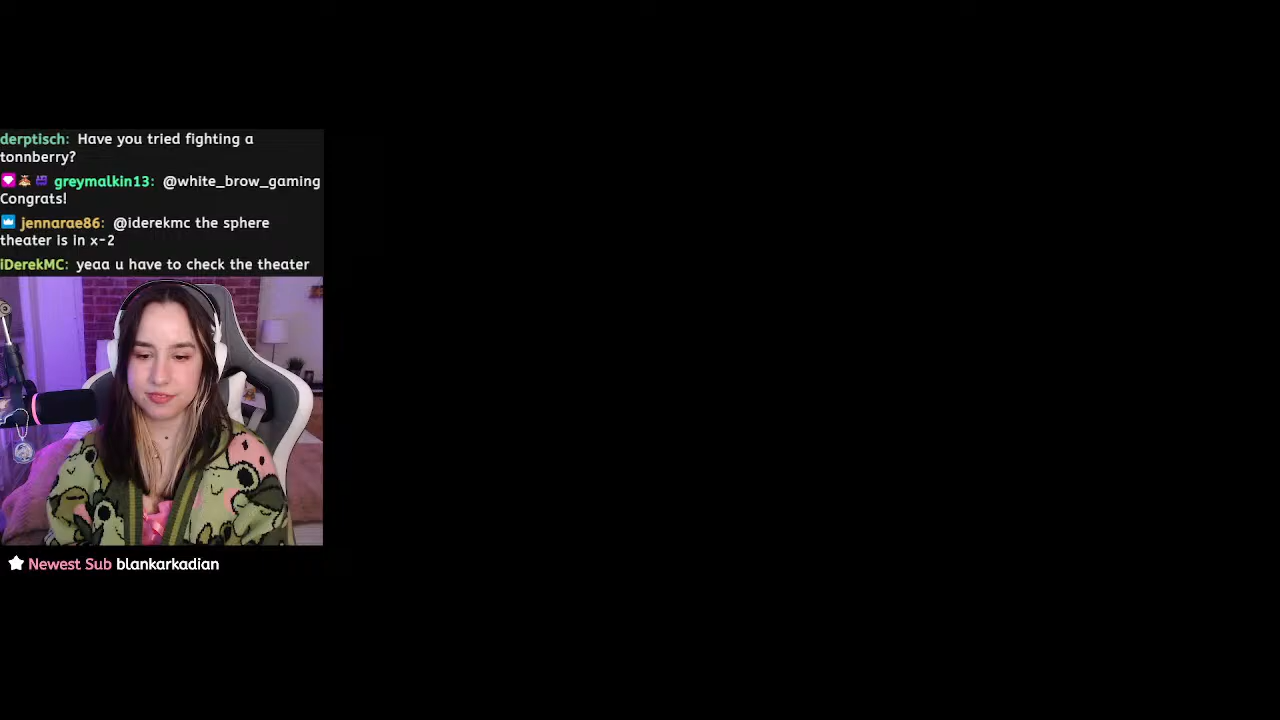 derptisch: Have you tried fighting a
tonnberry?
greymalkin13: @white_brow_gaming
Congrats!
jennarae86: @iderekmc the sphere
theater is in x-2
iDerekMC: yeaa u have to check the theater
Newest Sub blankarkadian